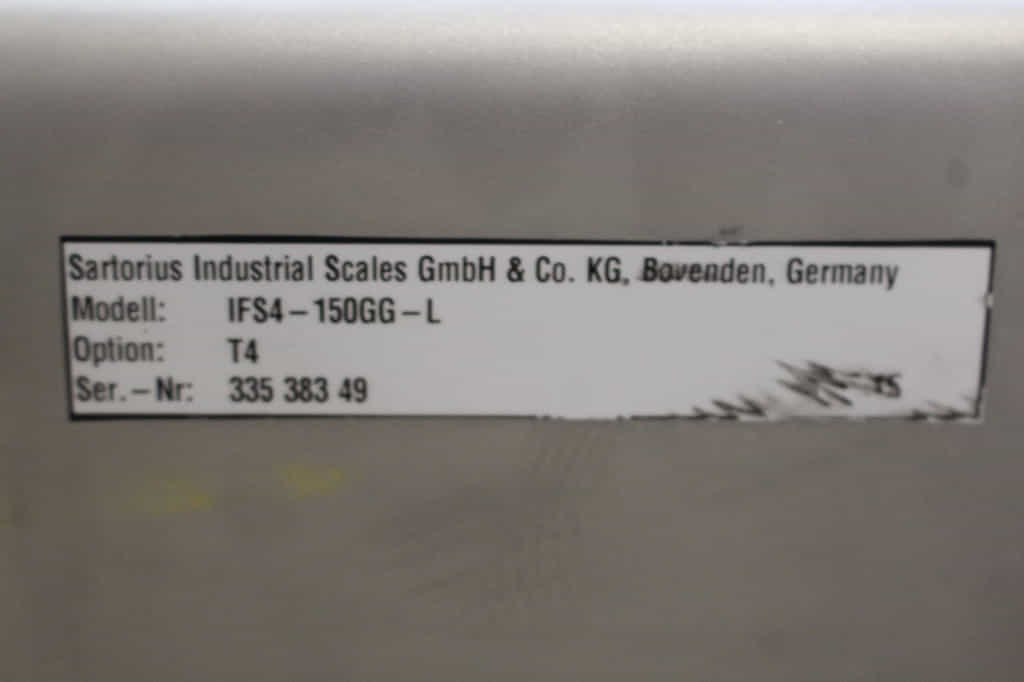 Sartorius Industrial Scales GmbH & Co. KG, Bovenden, Germany
Modell: IFS4-150GG-L
Option: T4
Ser.-Nr: 335 383 49